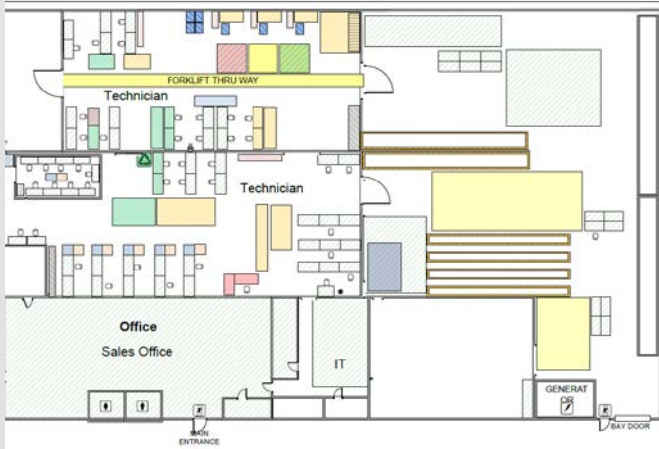 FORKLIFT THRU WAY
Technician
Technician
Office
Sales Office
IT
GENERAT
OR
MAIN
ENTRANCE
BAY DOOR